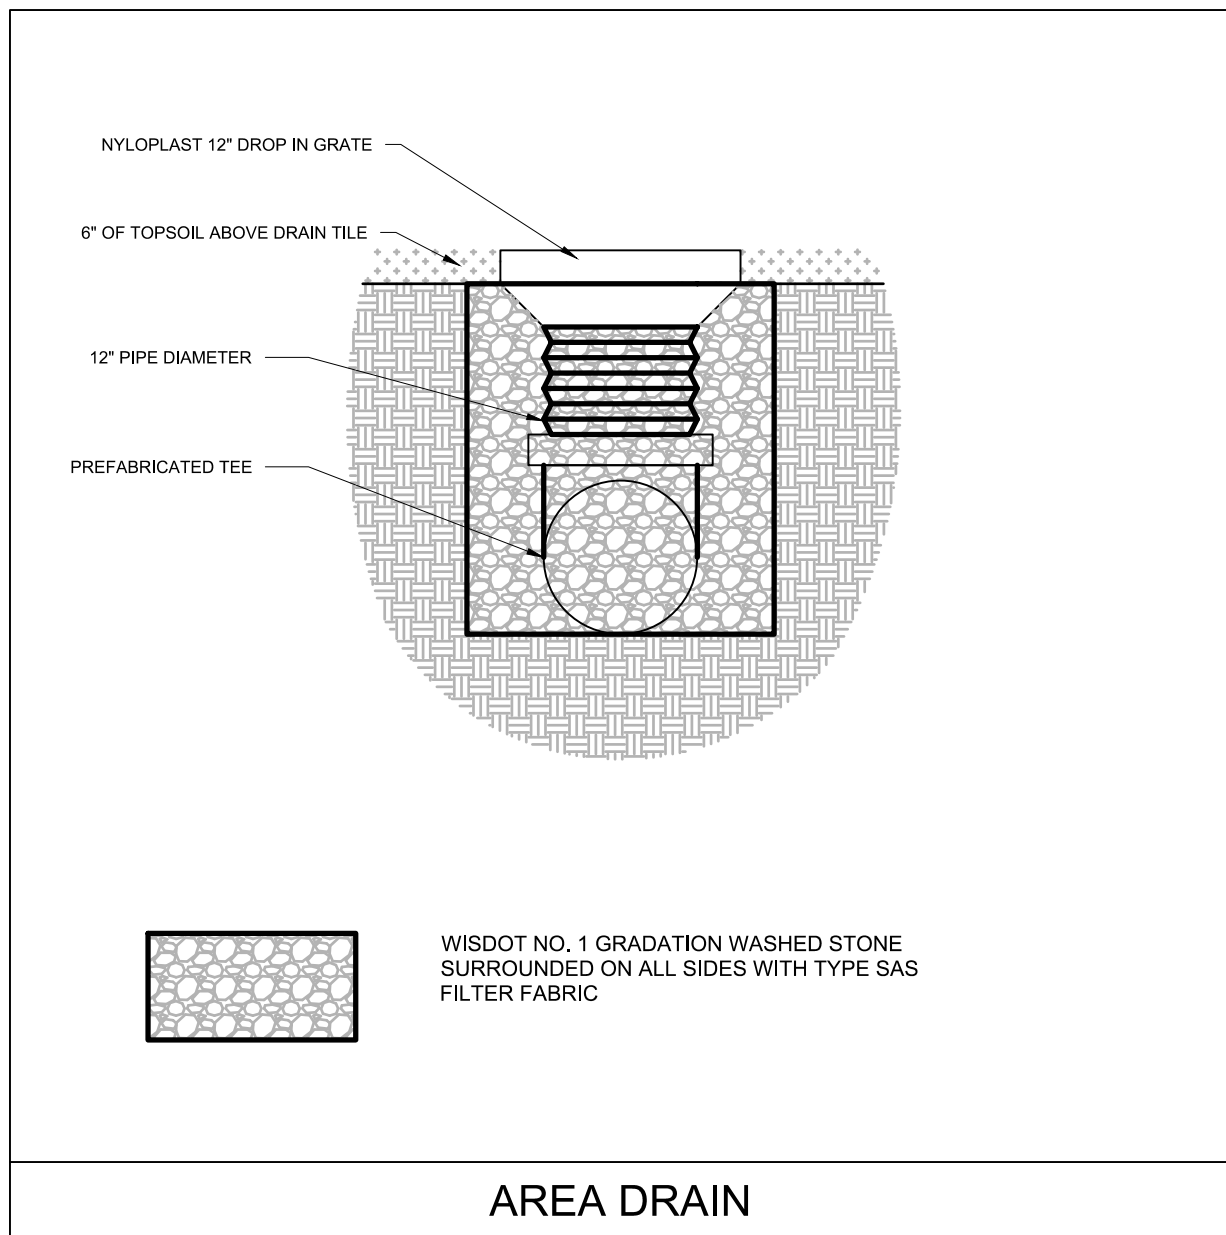 NYLOPLAST 12" DROP IN GRATE
6" OF TOPSOIL ABOVE DRAIN TILE
12" PIPE DIAMETER
PREFABRICATED TEE
WISDOT NO. 1 GRADATION WASHED STONE
SURROUNDED ON ALL SIDES WITH TYPE SAS
FILTER FABRIC
AREA DRAIN